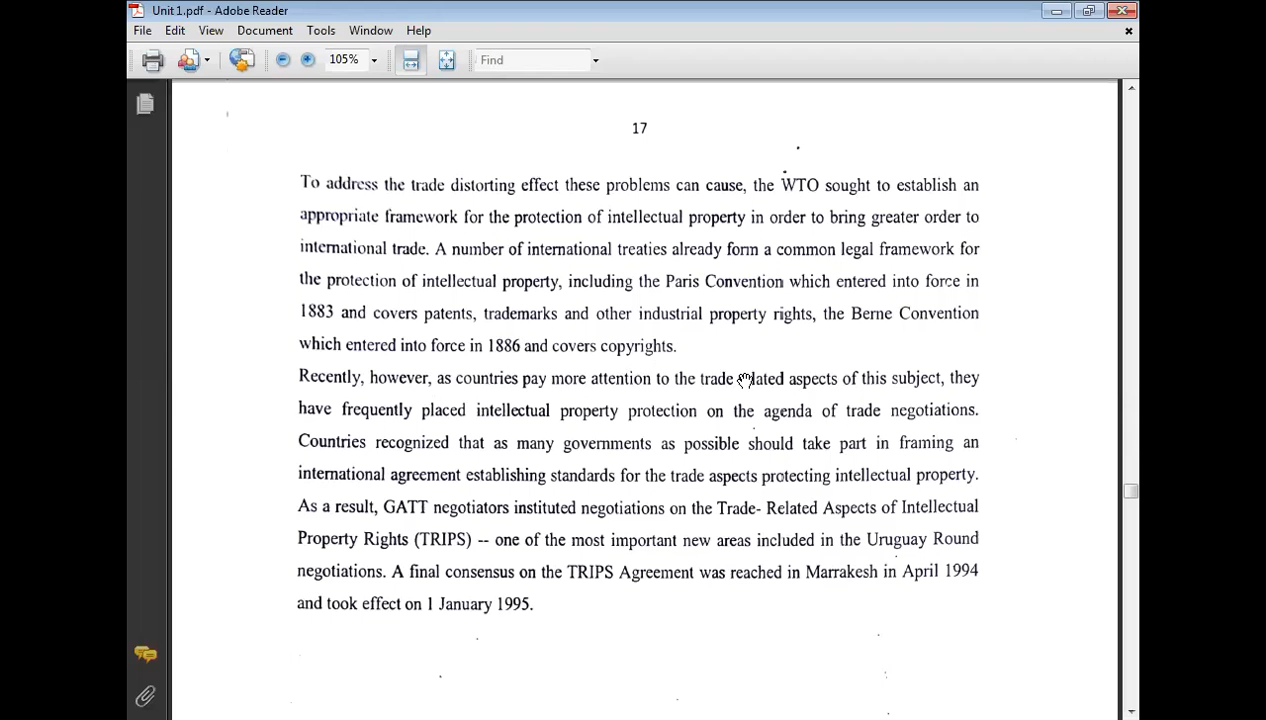 Unit 1.pdf - Adobe Reader
File Edit View Document Tools Window Help
105% Find
17
To address the trade distorting effect these problems can cause, the WTO sought to establish an
appropriate framework for the protection of intellectual property in order to bring greater order to
international trade. A number of international treaties already form a common legal framework for
the protection of intellectual property, including the Paris Convention which entered into force in
1883 and covers patents, trademarks and other industrial property rights, the Berne Convention
which entered into force in 1886 and covers copyrights.
Recently, however, as countries pay more attention to the trade related aspects of this subject, they
have frequently placed intellectual property protection on the agenda of trade negotiations.
Countries recognized that as many governments as possible should take part in framing an
international agreement establishing standards for the trade aspects protecting intellectual property.
As a result, GATT negotiators instituted negotiations on the Trade- Related Aspects of Intellectual
Property Rights (TRIPS) -- one of the most important new areas included in the Uruguay Round
negotiations. A final consensus on the TRIPS Agreement was reached in Marrakesh in April 1994
and took effect on 1 January 1995.